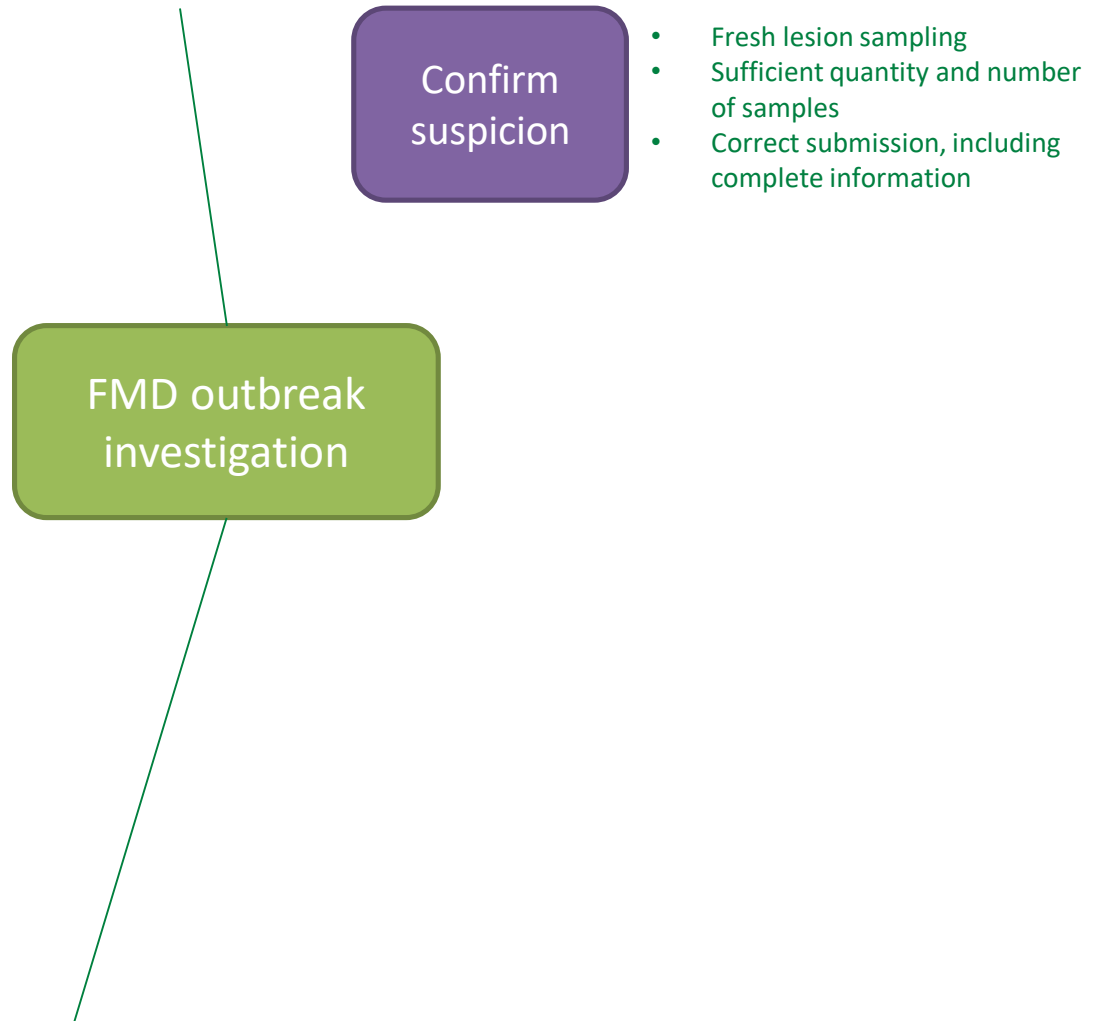 Confirm
suspicion
• Fresh lesion sampling
• Sufficient quantity and number
of samples
• Correct submission, including
complete information
FMD outbreak
investigation